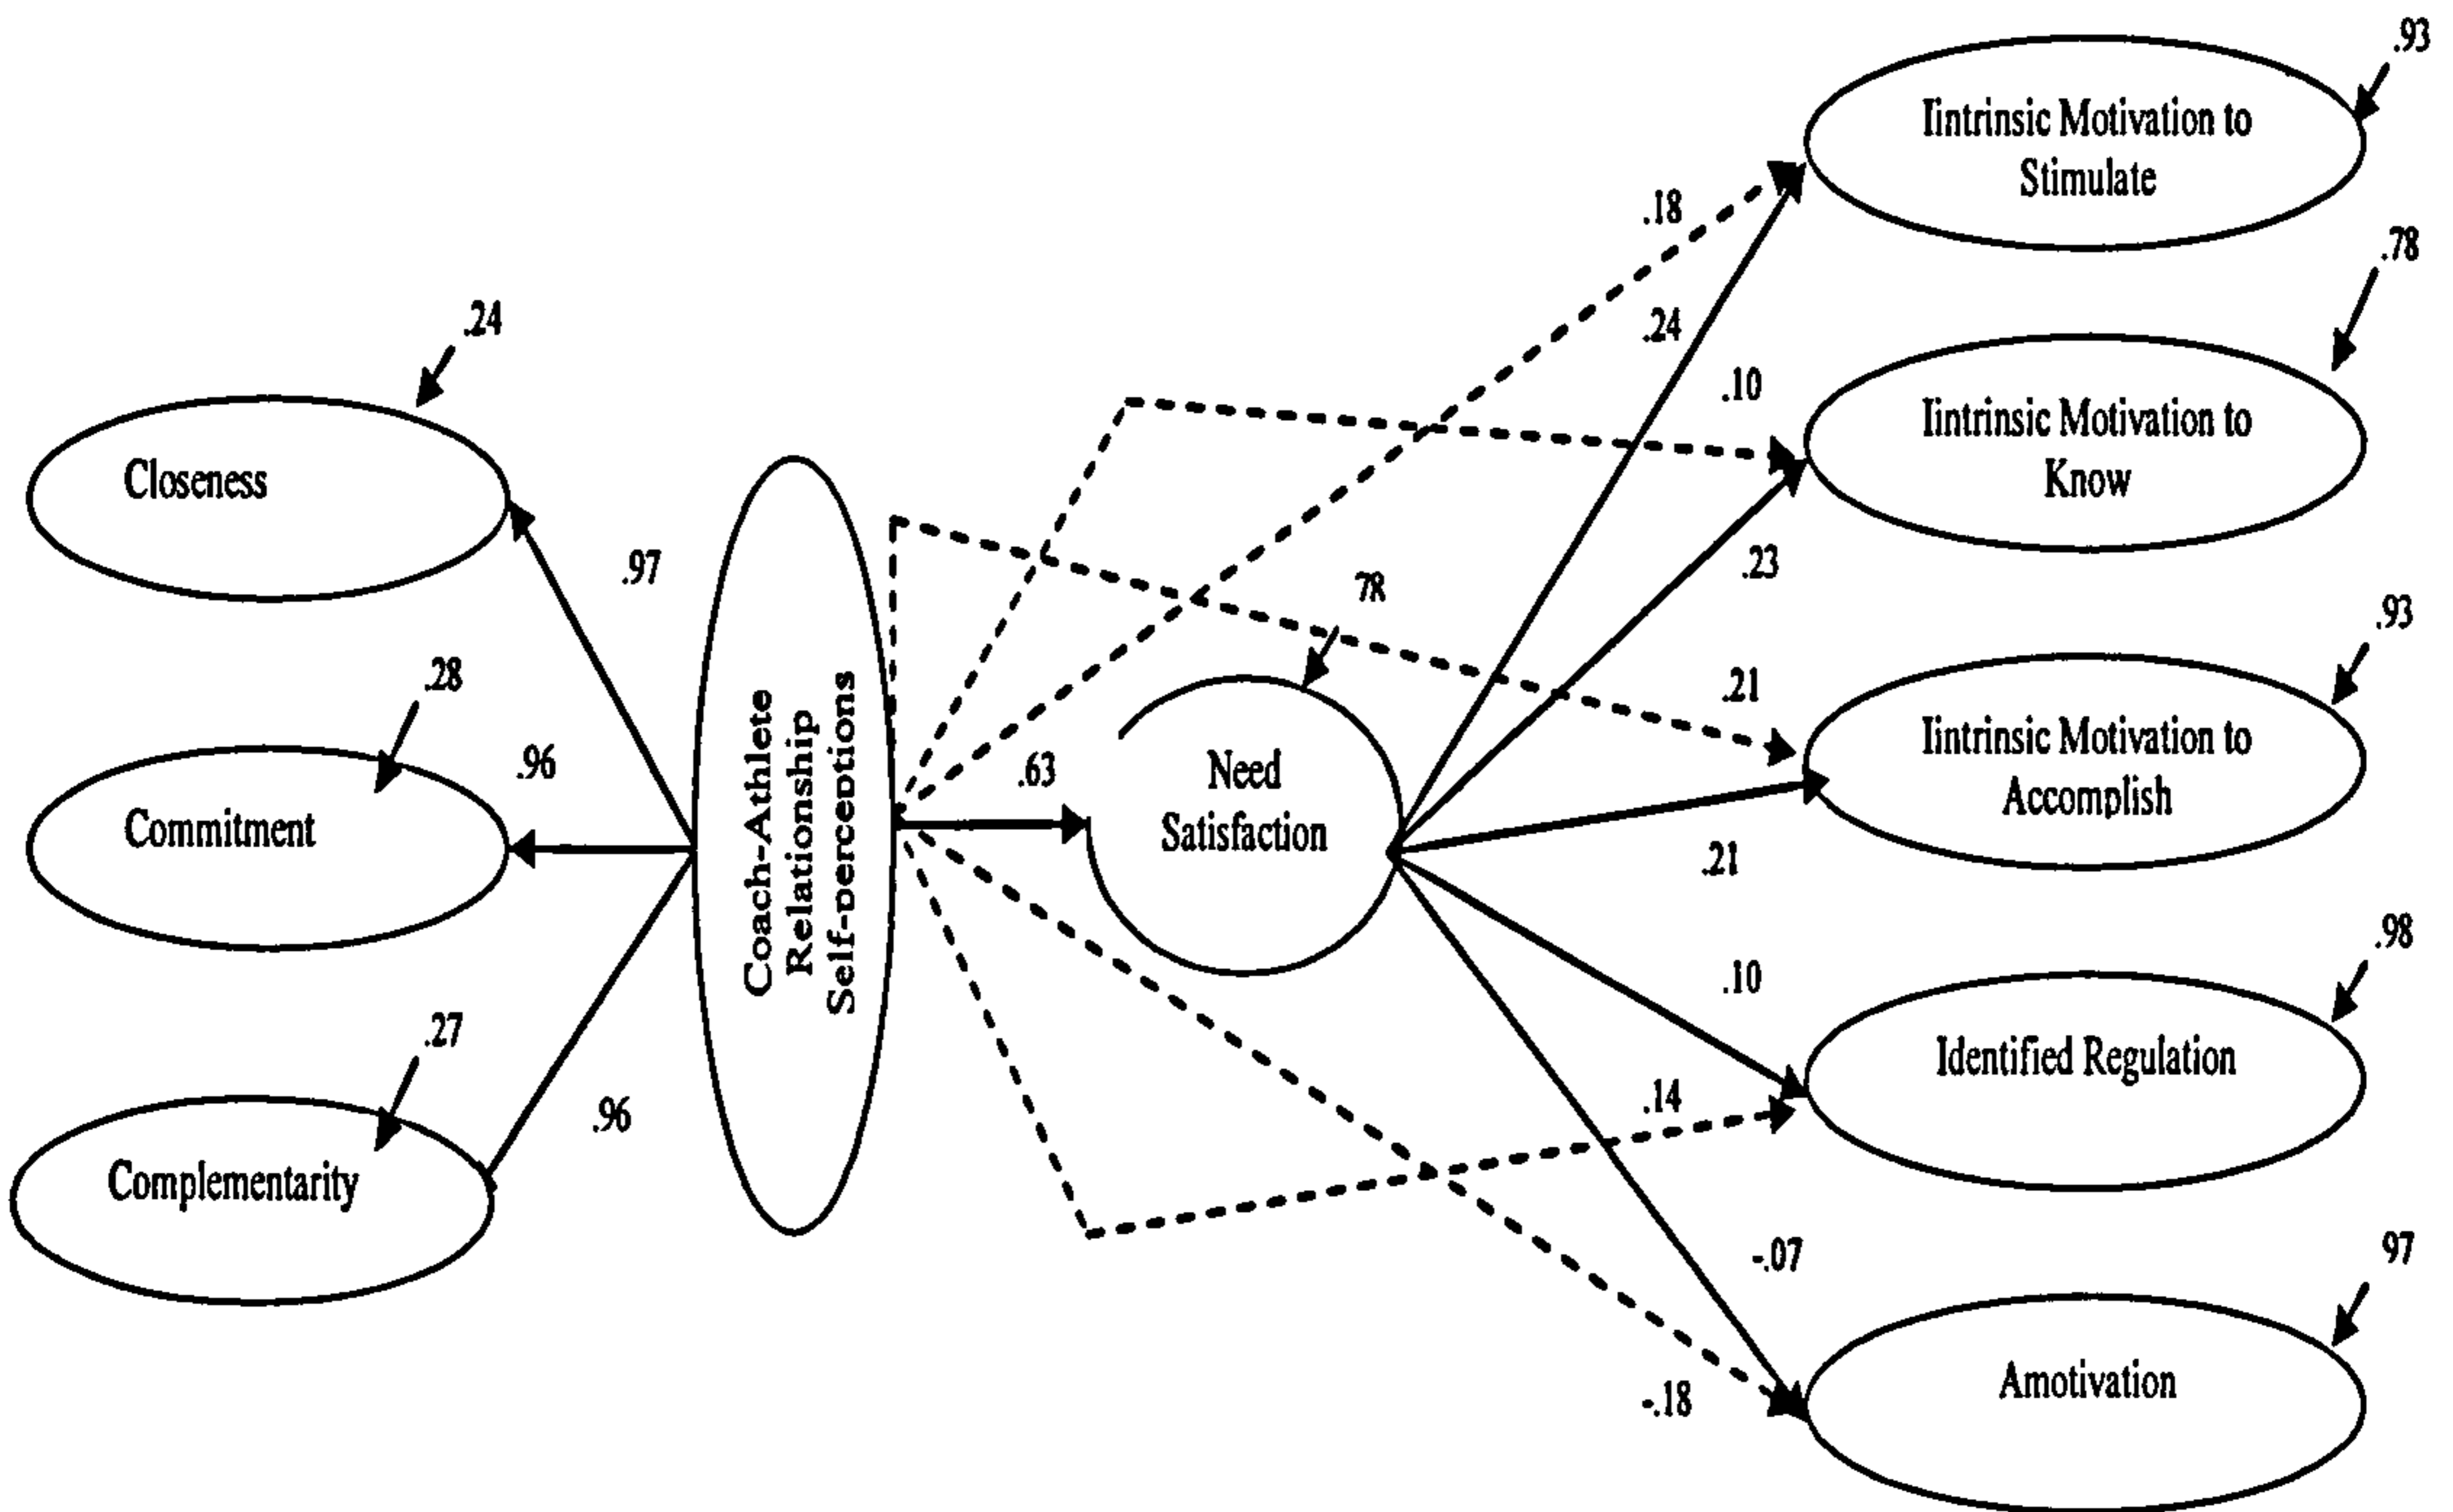 .93
Iintrinsic Motivation to
Stimulate
.78
Iintrinsic Motivation to
Know
.93
Iintrinsic Motivation to
Accomplish
.98
Identified Regulation
97
Amotivation
.18
.24
.10
.23
.21
.21
.10
.14
-.07
-.18
.24
Closeness
.97
.28
Commitment
.96
.27
Complementarity
.96
Coach-Athlete
Relationship
Self-perceptions
.63
78
Need
Satisfaction